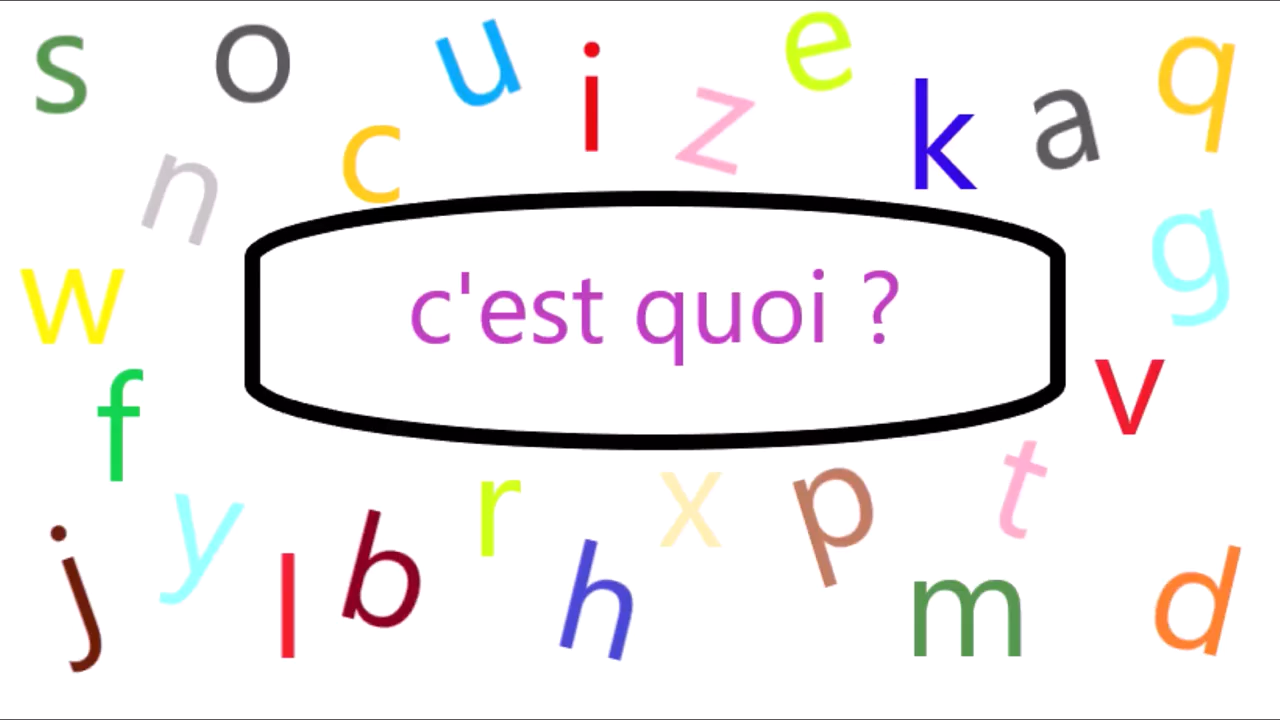 s o u i z e k a q
n c g
c'est quoi ?
w f v
j y l b r h x p t m d